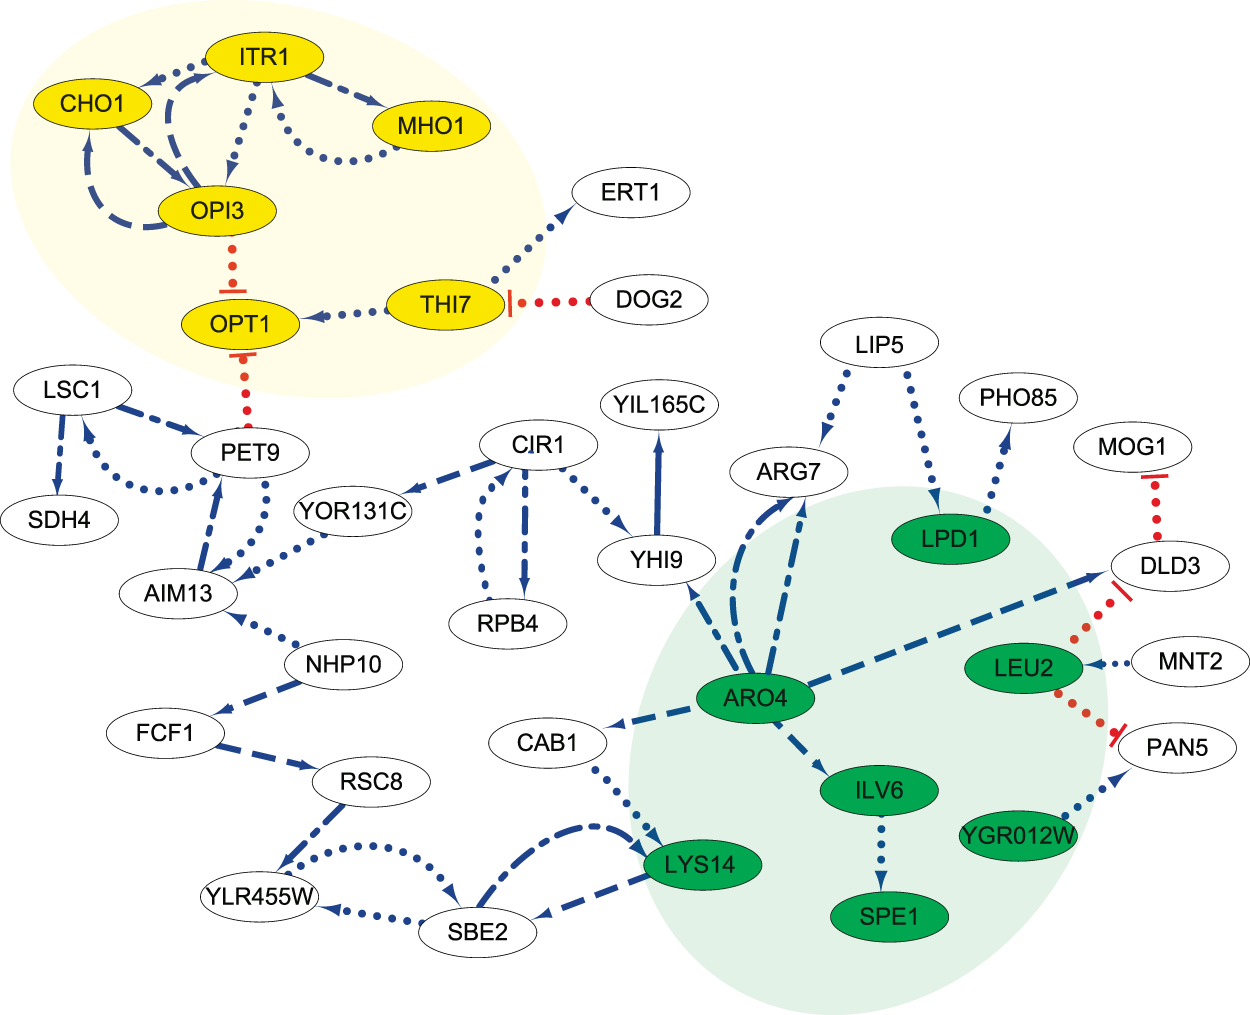 ITR1
CHO1
MHO1
ERT1
OPI3
DOG2
THI7
OPT1
LIP5
LSC1
PHO85
YIL165C
CIR1
MOG1
PET9
ARG7
YOR131C
SDH4
LPD1
YHI9
DLD3
AIM13
RPB4
NHP10
LEU2
MNT2
ARO4
FCF1
CAB1
PAN5
RSC8
ILV6
YGR012W
LYS14
YLR455W
SPE1
SBE2